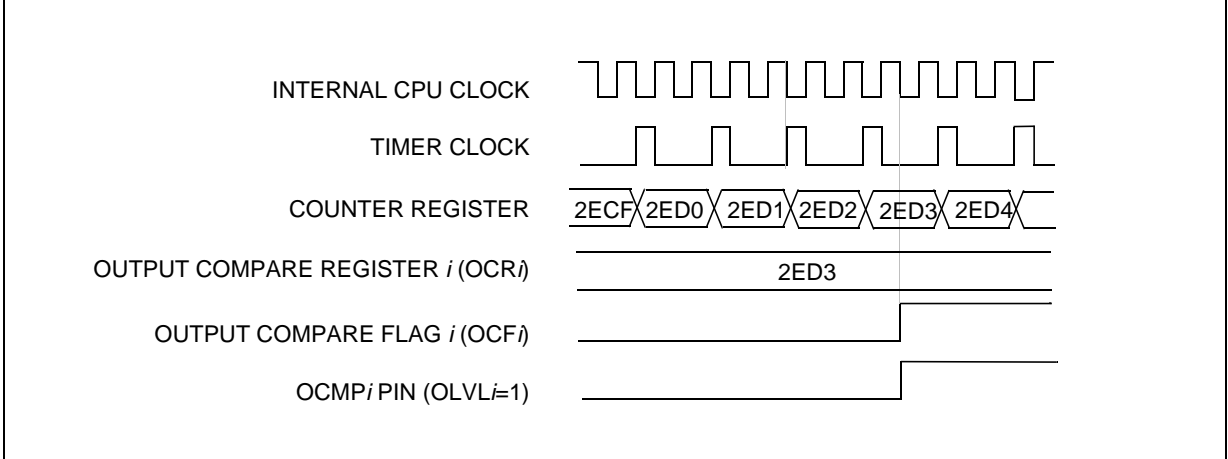 INTERNAL CPU CLOCK
TIMER CLOCK
COUNTER REGISTER 2ECF 2ED0 2ED1 2ED2 2ED3 2ED4
OUTPUT COMPARE REGISTER i (OCRi) 2ED3
OUTPUT COMPARE FLAG i (OCFi)
OCMPi PIN (OLVLi=1)